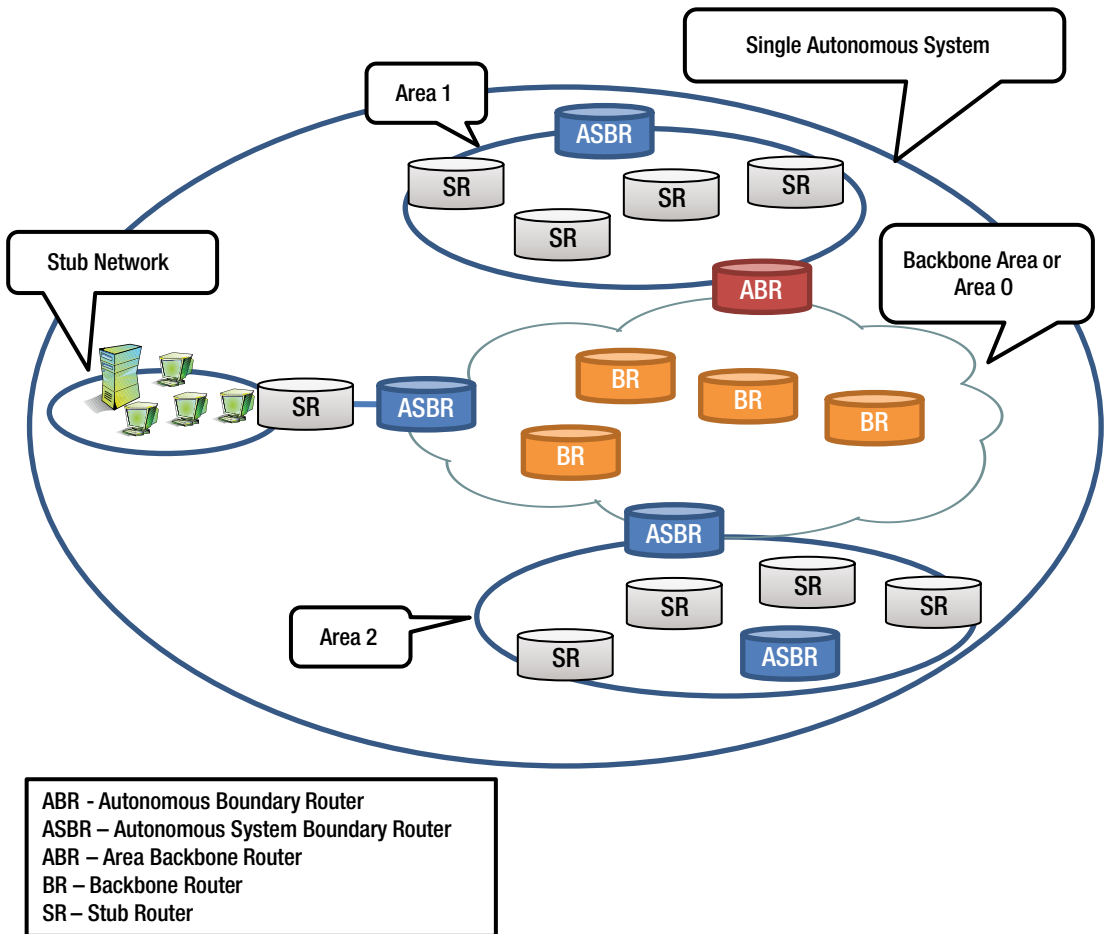 Single Autonomous System
Area 1
ASBR
SR
SR
SR
SR
Stub Network
Backbone Area or
Area 0
ABR
BR
BR
BR
BR
SR
ASBR
ASBR
SR
SR
SR
SR
ASBR
Area 2
ABR - Autonomous Boundary Router
ASBR – Autonomous System Boundary Router
ABR – Area Backbone Router
BR – Backbone Router
SR – Stub Router